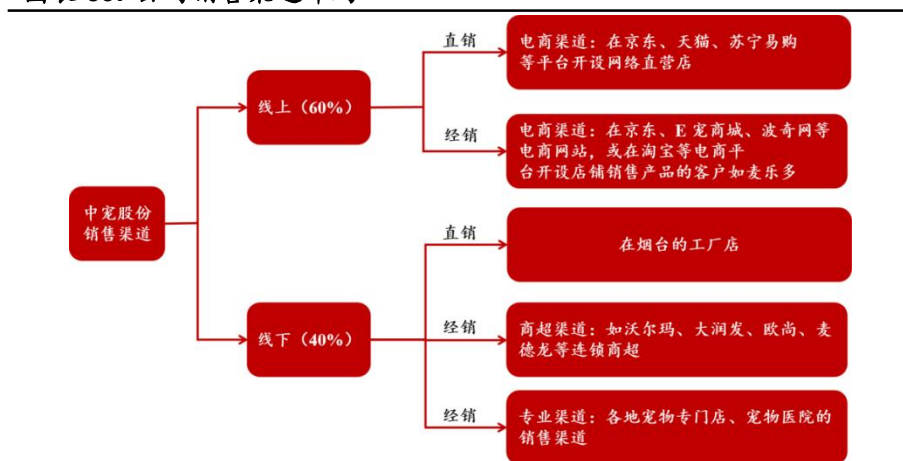 直销
电商渠道：在京东、天猫、苏宁易购
等平台开设网络直营店
线上（60%）
经销
电商渠道：在京东、E 宠商城、波奇网等
电商网站，或在淘宝等电商平
台开设店铺销售产品的客户如麦乐多
中宠股份
销售渠道
直销
在烟台的工厂店
线下（40%）
经销
商超渠道：如沃尔玛、大润发、欧尚、麦
德龙等连锁商超
经销
专业渠道：各地宠物专门店、宠物医院的
销售渠道